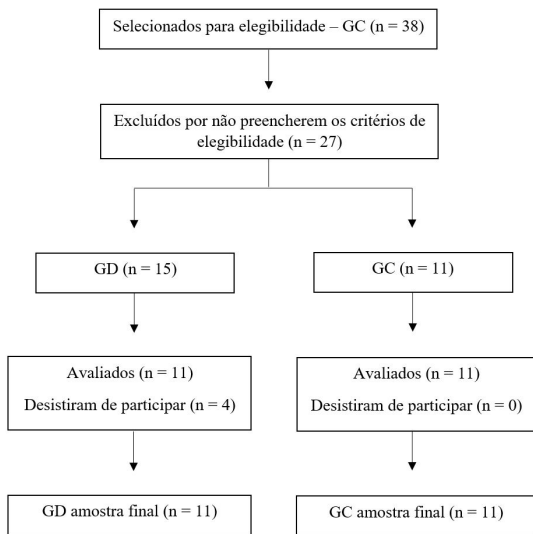 Selecionados para elegibilidade – GC (n = 38)
Excluídos por não preencherem os critérios de
elegibilidade (n = 27)
GD (n = 15)
GC (n = 11)
Avaliados (n = 11)
Desistiram de participar (n = 4)
Avaliados (n = 11)
Desistiram de participar (n = 0)
GD amostra final (n = 11)
GC amostra final (n = 11)